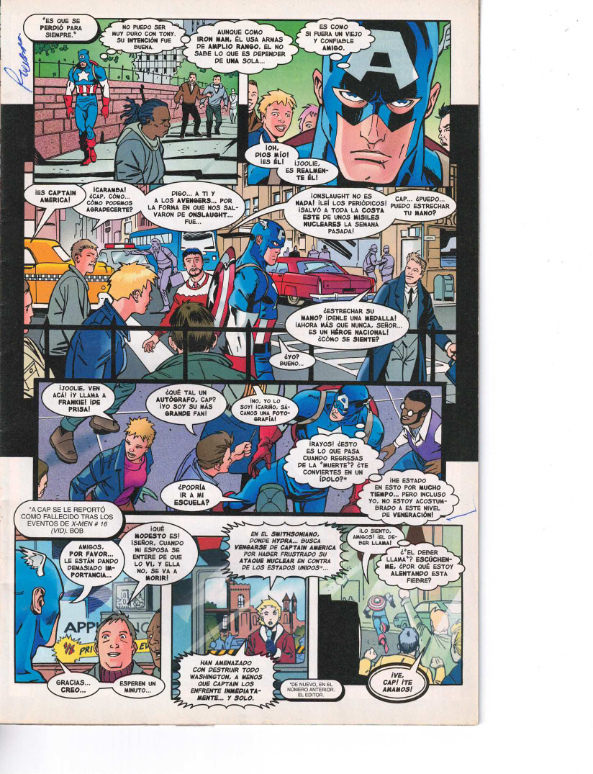 "ES QUE SE
PERDIÓ PARA
SIEMPRE."
NO PUEDO SER
MUY DURO CON TONY.
SU INTENCIÓN FUE
BUENA.
AUNQUE COMO
IRON MAN, EL USA ARMAS
DE AMPLIO RANGO, EL NO
SABE LO QUE ES DEPENDER
DE UNA SOLA...
ES COMO
SI FUERA UN VIEJO
Y CONFIABLE
AMIGO.
¡OH,
DIOS MÍO!
¡ES ÉL!
¡JOOLIE,
ES REALMEN-
TE ÉL!
¡ES CAPTAIN
AMERICA!
¡CARAMBA!
¿CAP, CÓMO...
CÓMO PODEMOS
AGRADECERTE?
DIGO... A TI Y
A LOS AVENGERS... POR
LA FORMA EN QUE NOS SAL-
VARON DE ONSLAUGHT...
FUE...
¡ONSLAUGHT NO ES
NADA! ¡LEÍ LOS PERIÓDICOS!
¡SALVÓ A TODA LA COSTA
ESTE DE UNOS MISILES
NUCLEARES LA SEMANA
PASADA!
CAP... ¿PUEDO...
PUEDO ESTRECHAR
TU MANO?
¿ESTRECHAR SU
MANO? ¡DENLE UNA MEDALLA!
¡AHORA MÁS QUE NUNCA, SEÑOR...
ES UN HÉROE NACIONAL!
¿CÓMO SE SIENTE?
¿YO?
BUENO...
¡JOOLIE. VEN
ACÁ! ¡Y LLAMA A
FRANKIE! ¡DE
PRISA!
¿QUÉ TAL UN
AUTÓGRAFO, CAP?
¡YO SOY SU MÁS
GRANDE FAN!
¡NO, YO LO
SOY! ¡CARIÑO, SÁ-
CANOS UNA FOTO-
GRAFÍA!
¿PODRÍA
IR A MI
ESCUELA?
¡RAYOS! ¿ESTO
ES LO QUE PASA
CUANDO REGRESAS
DE LA "MUERTE"? ¿TE
CONVIERTES EN UN
ÍDOLO?*
¡HE ESTADO
EN ESTO POR MUCHO
TIEMPO... PERO INCLUSO
YO, NO ESTOY ACOSTUM-
BRADO A ESTE NIVEL
DE VENERACIÓN!
*A CAP SE LE REPORTÓ
COMO FALLECIDO TRAS LOS
EVENTOS DE X-MEN # 16
(VID). BOB
AMIGOS,
POR FAVOR...
LE ESTÁN DANDO
DEMASIADO IM-
PORTANCIA...
¡QUÉ
MODESTO ES!
¡SEÑOR, CUANDO
MI ESPOSA SE
ENTERE DE QUE
LO VI, Y ELLA
NO, SE VA A
MORIR!
GRACIAS...
CREO...
ESPEREN UN
MINUTO...
EN EL SMITHSONIANO,
DONDE HYDRA... BUSCA
VENGARSE DE CAPTAIN AMERICA
POR HABER FRUSTRADO SU
ATAQUE NUCLEAR EN CONTRA
DE LOS ESTADOS UNIDOS*...
HAN AMENAZADO
CON DESTRUIR TODO
WASHINGTON, A MENOS
QUE CAPTAIN LOS
ENFRENTE INMEDIATA-
MENTE... Y SOLO.
*DE NUEVO, EN EL
NÚMERO ANTERIOR.
EL EDITOR.
¡LO SIENTO,
AMIGOS! ¡EL DE-
BER LLAMA!
¿"EL DEBER
LLAMA"? ESCÚCHEN-
ME, ¿POR QUÉ ESTOY
ALENTANDO ESTA
FIEBRE?
¡VE,
CAP! ¡TE
AMAMOS!